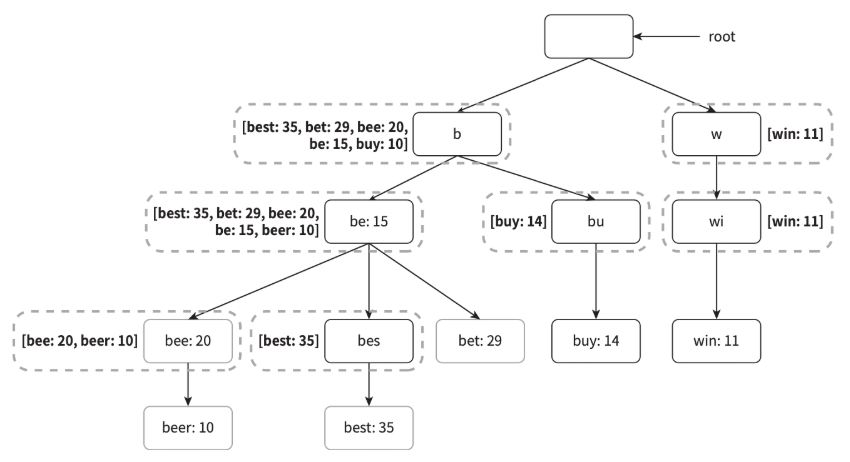 root
[best: 35, bet: 29, bee: 20,
be: 15, buy: 10]
b
w
[win: 11]
[best: 35, bet: 29, bee: 20,
be: 15, beer: 10]
be: 15
[buy: 14]
bu
wi
[win: 11]
[bee: 20, beer: 10]
bee: 20
[best: 35]
bes
bet: 29
buy: 14
win: 11
beer: 10
best: 35